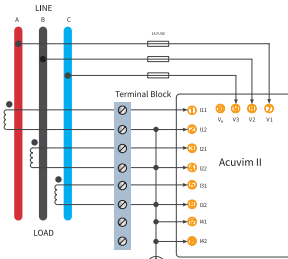 LINE
A B C
1A FUSE
Terminal Block
I11
I12
I21
I22
I31
I32
I41
I42
V₄ V3 V2 V1
Acuvim II
LOAD